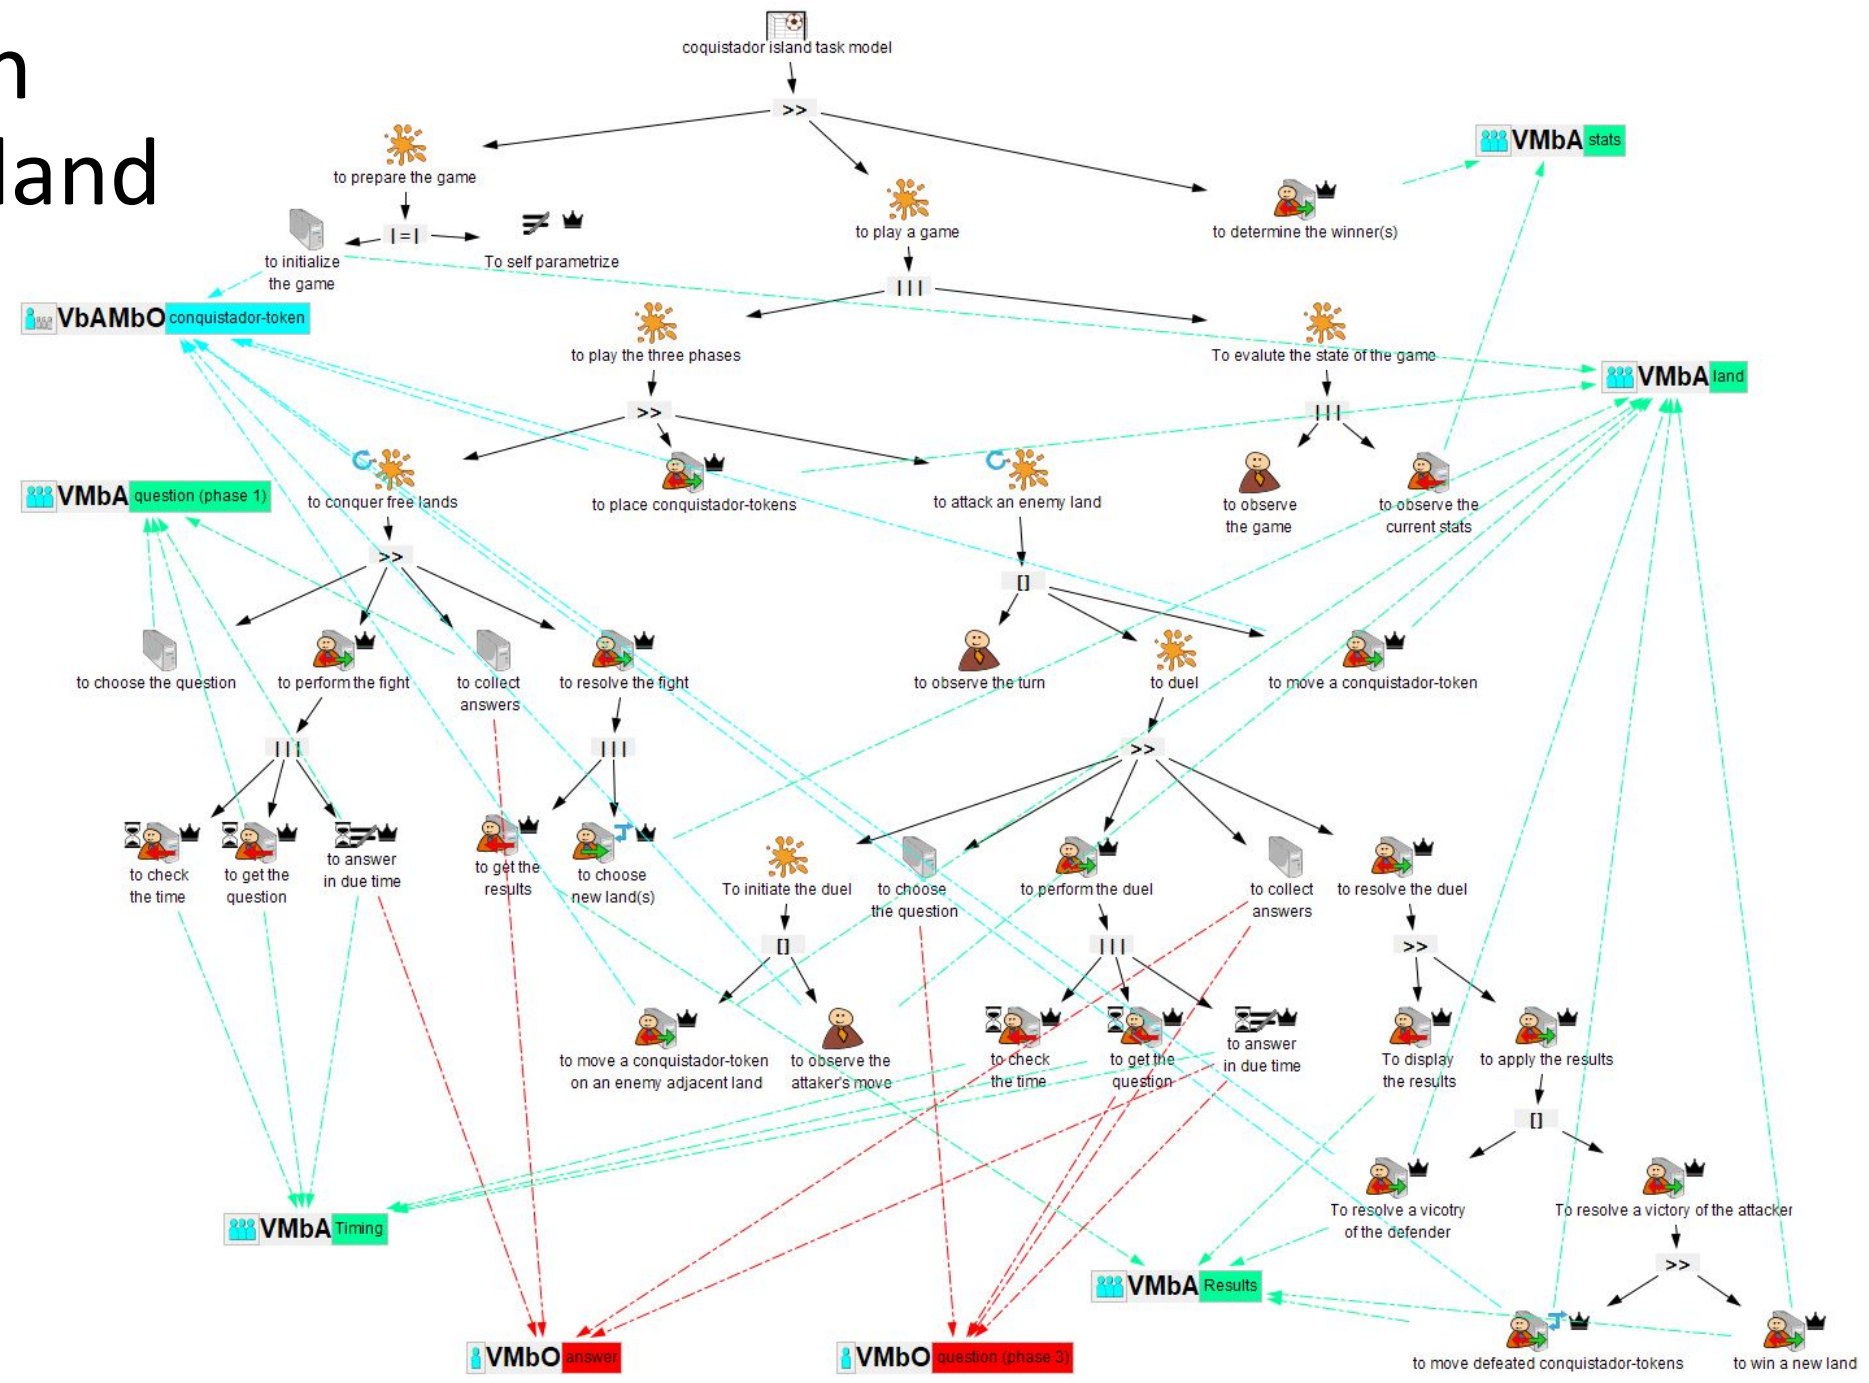 n
land
coquistador island task model
>>
to prepare the game
VMbA stats
to play a game
to determine the winner(s)
|=|
to initialize
the game
To self parametrize
|||
VbAMbO conquistador-token
to play the three phases
To evalute the state of the game
VMbA land
>>
|||
VMbA question (phase 1)
to conquer free lands
to place conquistador-tokens
to attack an enemy land
to observe
the game
to observe the
current stats
>>
[]
to choose the question
to perform the fight
to collect
answers
to resolve the fight
to observe the turn
to duel
to move a conquistador-token
|||
|||
>>
to check
the time
to get the
question
to answer
in due time
to get the
results
to choose
new land(s)
To initiate the duel
to choose
the question
to perform the duel
to collect
answers
to resolve the duel
[]
|||
>>
to move a conquistador-token
on an enemy adjacent land
to observe the
attaker's move
to check
the time
to get the
question
to answer
in due time
To display
the results
to apply the results
[]
VMbA Timing
To resolve a vicotry
of the defender
To resolve a victory of the attacker
>>
VMbA Results
VMbO answer
VMbO question (phase 3)
to move defeated conquistador-tokens
to win a new land